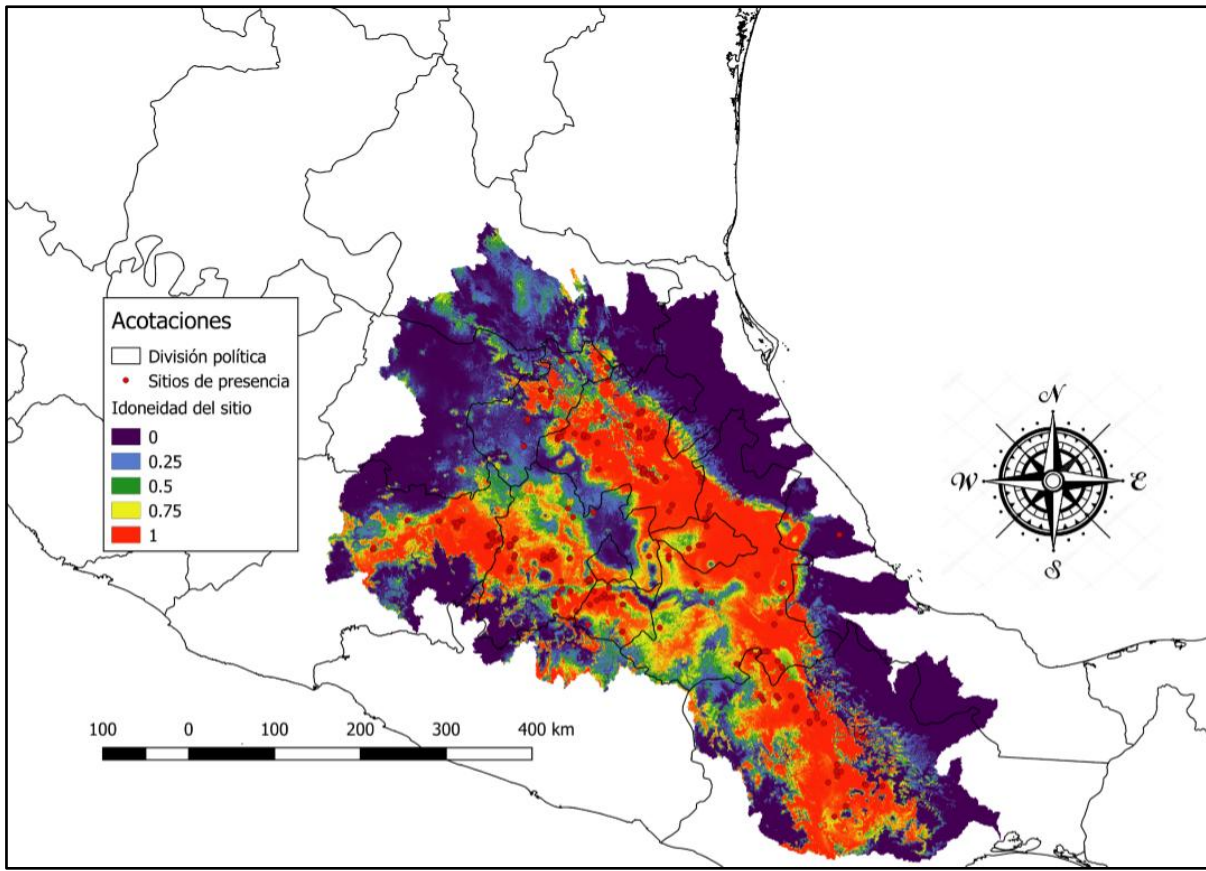 Acotaciones
División política
Sitios de presencia
Idoneidad del sitio
0
0.25
0.5
0.75
1
N
W
E
S
100 0 100 200 300 400 km